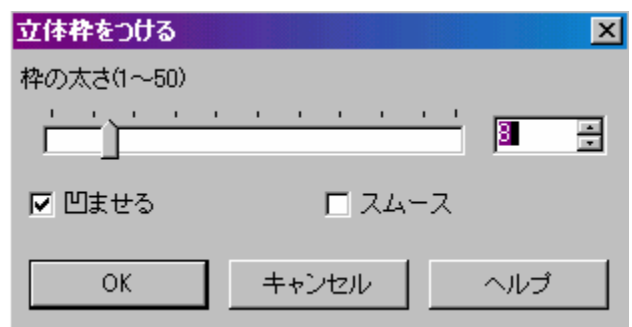 立体枠をつける
枠の太さ(1～50)
8
凹ませる
スムース
OK
キャンセル
ヘルプ